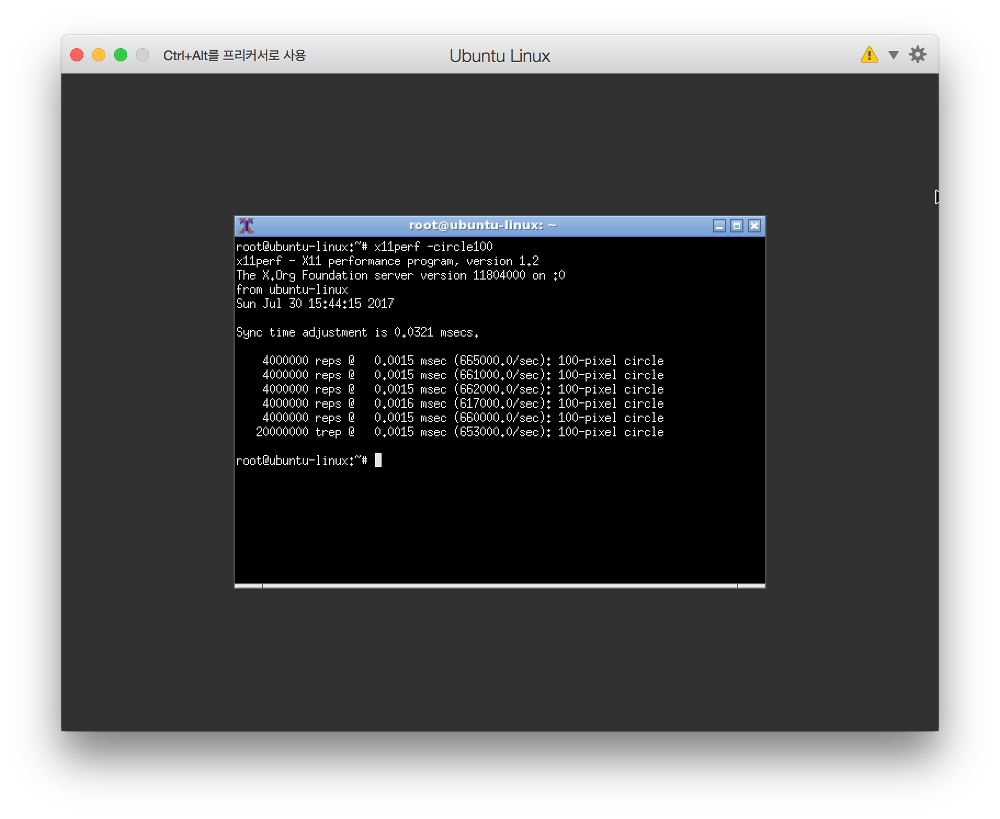 Ctrl+Alt를 프리커서로 사용
Ubuntu Linux
root@ubuntu-linux: ~
root@ubuntu-linux:~# x11perf -circle100
x11perf - X11 performance program, version 1.2
The X.Org Foundation server version 11804000 on :0
from ubuntu-linux
Sun Jul 30 15:44:15 2017
Sync time adjustment is 0.0321 msecs.
4000000 reps @   0.0015 msec (665000.0/sec): 100-pixel circle
4000000 reps @   0.0015 msec (661000.0/sec): 100-pixel circle
4000000 reps @   0.0015 msec (662000.0/sec): 100-pixel circle
4000000 reps @   0.0016 msec (617000.0/sec): 100-pixel circle
4000000 reps @   0.0015 msec (660000.0/sec): 100-pixel circle
20000000 trep @   0.0015 msec (653000.0/sec): 100-pixel circle
root@ubuntu-linux:~#